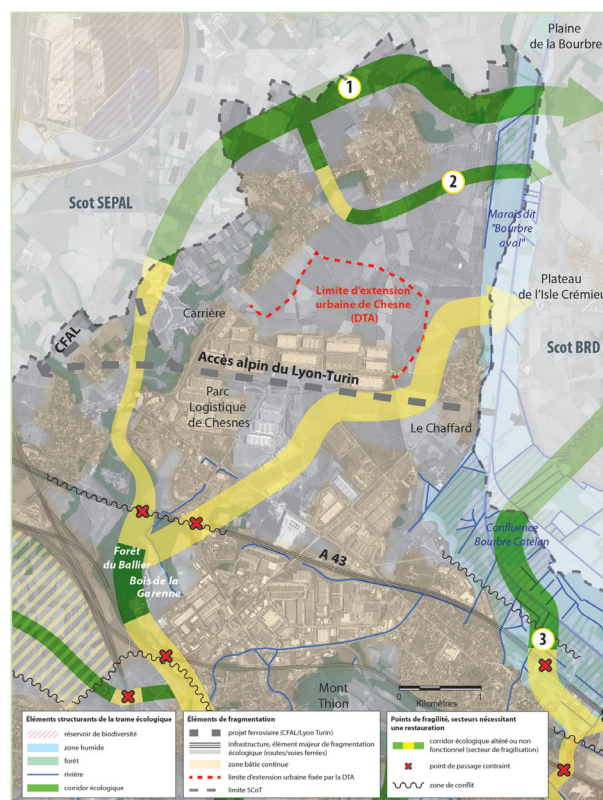 Plaine
de la Bourbre
1
Scot SEPAL
2
Marais dit
"Bourbre
aval"
Limite d'extension
urbaine de Chesne
(DTA)
Plateau
de l'Isle Crémieu
Carrière
CFAL
Scot BRD
Accès alpin du Lyon-Turin
Parc
Logistique
de Chesnes
Le Chaffard
Confluence
Bourbre Catelan
A 43
Forêt
du Ballier
Bois de la
Garenne
3
Mont
Thion
0
1
Kilomètres
Éléments structurants de la trame écologique
réservoir de biodiversité
zone humide
forêt
rivière
corridor écologique
Éléments de fragmentation
projet ferroviaire (CFAL/Lyon Turin)
infrastructure, élément majeur de fragmentation
écologique (routes/voies ferrées)
zone bâtie continue
limite d'extension urbaine fixée par la DTA
limite SCoT
Points de fragilité, secteurs nécessitant
une restauration
corridor écologique altéré ou non
fonctionnel (secteur de fragilisation)
point de passage contraint
zone de conflit